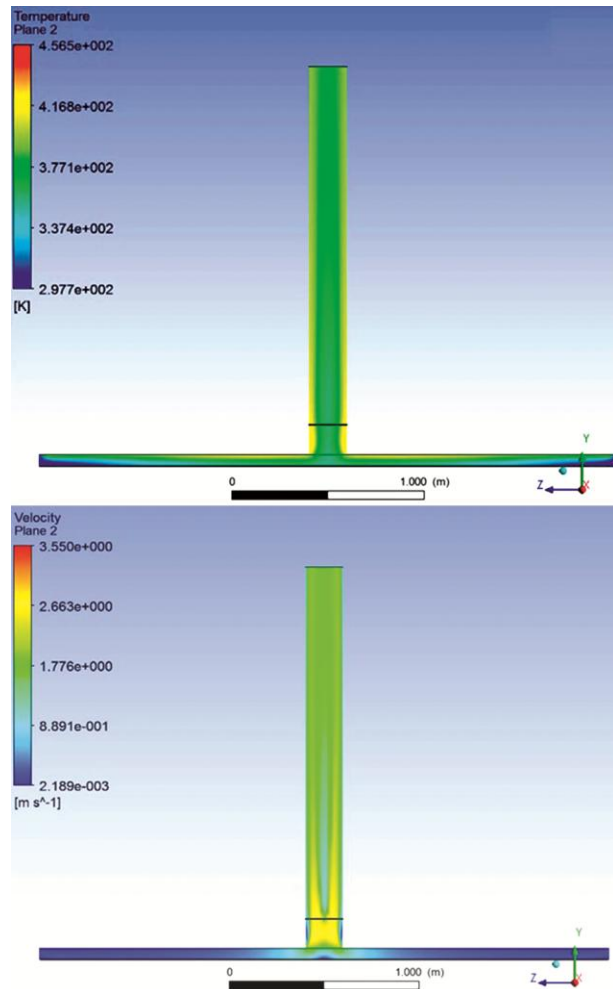 Temperature
Plane 2
4.565e+002
4.168e+002
3.771e+002
3.374e+002
2.977e+002
[K]
Y
Z
X
0 1.000 (m)
Velocity
Plane 2
3.550e+000
2.663e+000
1.776e+000
8.891e-001
2.189e-003
[m s^-1]
Y
Z
X
0 1.000 (m)